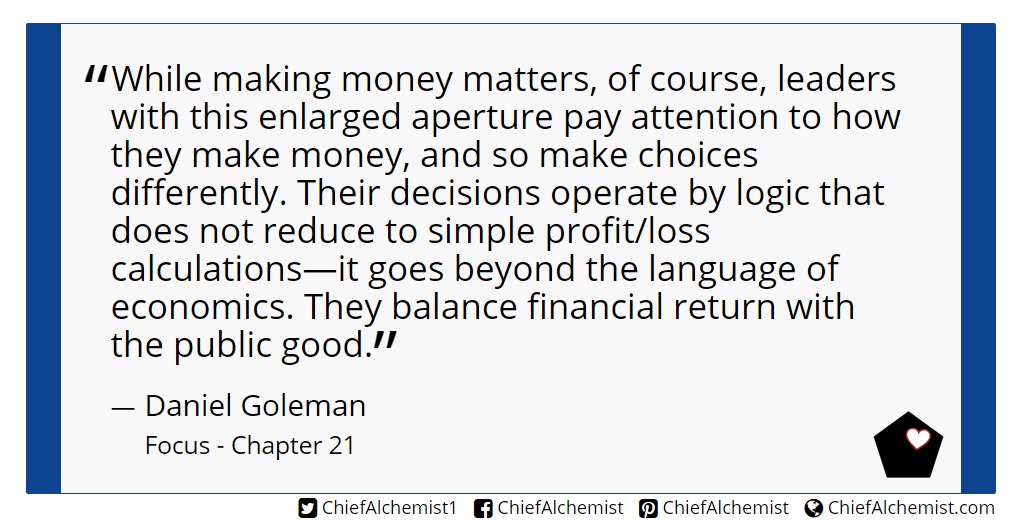 “While making money matters, of course, leaders
with this enlarged aperture pay attention to how
they make money, and so make choices
differently. Their decisions operate by logic that
does not reduce to simple profit/loss
calculations—it goes beyond the language of
economics. They balance financial return with
the public good.”
— Daniel Goleman
Focus - Chapter 21
ChiefAlchemist1 ChiefAlchemist ChiefAlchemist ChiefAlchemist.com